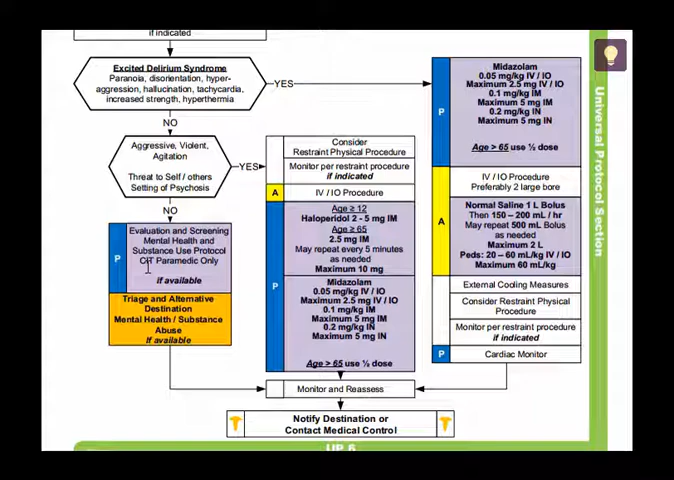 if indicated
Excited Delirium Syndrome
Paranoia, disorientation, hyper-
aggression, hallucination, tachycardia,
increased strength, hyperthermia
YES
NO
Aggressive, Violent,
Agitation
Threat to Self / others
Setting of Psychosis
YES
NO
P
Evaluation and Screening
Mental Health and
Substance Use Protocol
CIT Paramedic Only
if available
Triage and Alternative
Destination
Mental Health / Substance
Abuse
If available
Consider
Restraint Physical Procedure
Monitor per restraint procedure
if indicated
A
IV / IO Procedure
P
Age ≥ 12
Haloperidol 2 - 5 mg IM
Age ≥ 65
2.5 mg IM
May repeat every 5 minutes
as needed
Maximum 10 mg
Midazolam
0.05 mg/kg IV / IO
Maximum 2.5 mg IV / IO
0.1 mg/kg IM
Maximum 5 mg IM
0.2 mg/kg IN
Maximum 5 mg IN
Age > 65 use ½ dose
P
Midazolam
0.05 mg/kg IV / IO
Maximum 2.5 mg IV / IO
0.1 mg/kg IM
Maximum 5 mg IM
0.2 mg/kg IN
Maximum 5 mg IN
Age > 65 use ½ dose
A
IV / IO Procedure
Preferably 2 large bore
Normal Saline 1 L Bolus
Then 150 – 200 mL / hr
May repeat 500 mL Bolus
as needed
Maximum 2 L
Peds: 20 – 60 mL/kg IV / IO
Maximum 60 mL/kg
External Cooling Measures
Consider Restraint Physical
Procedure
Monitor per restraint procedure
if indicated
P
Cardiac Monitor
Monitor and Reassess
Notify Destination or
Contact Medical Control
Universal Protocol Section
UP 6